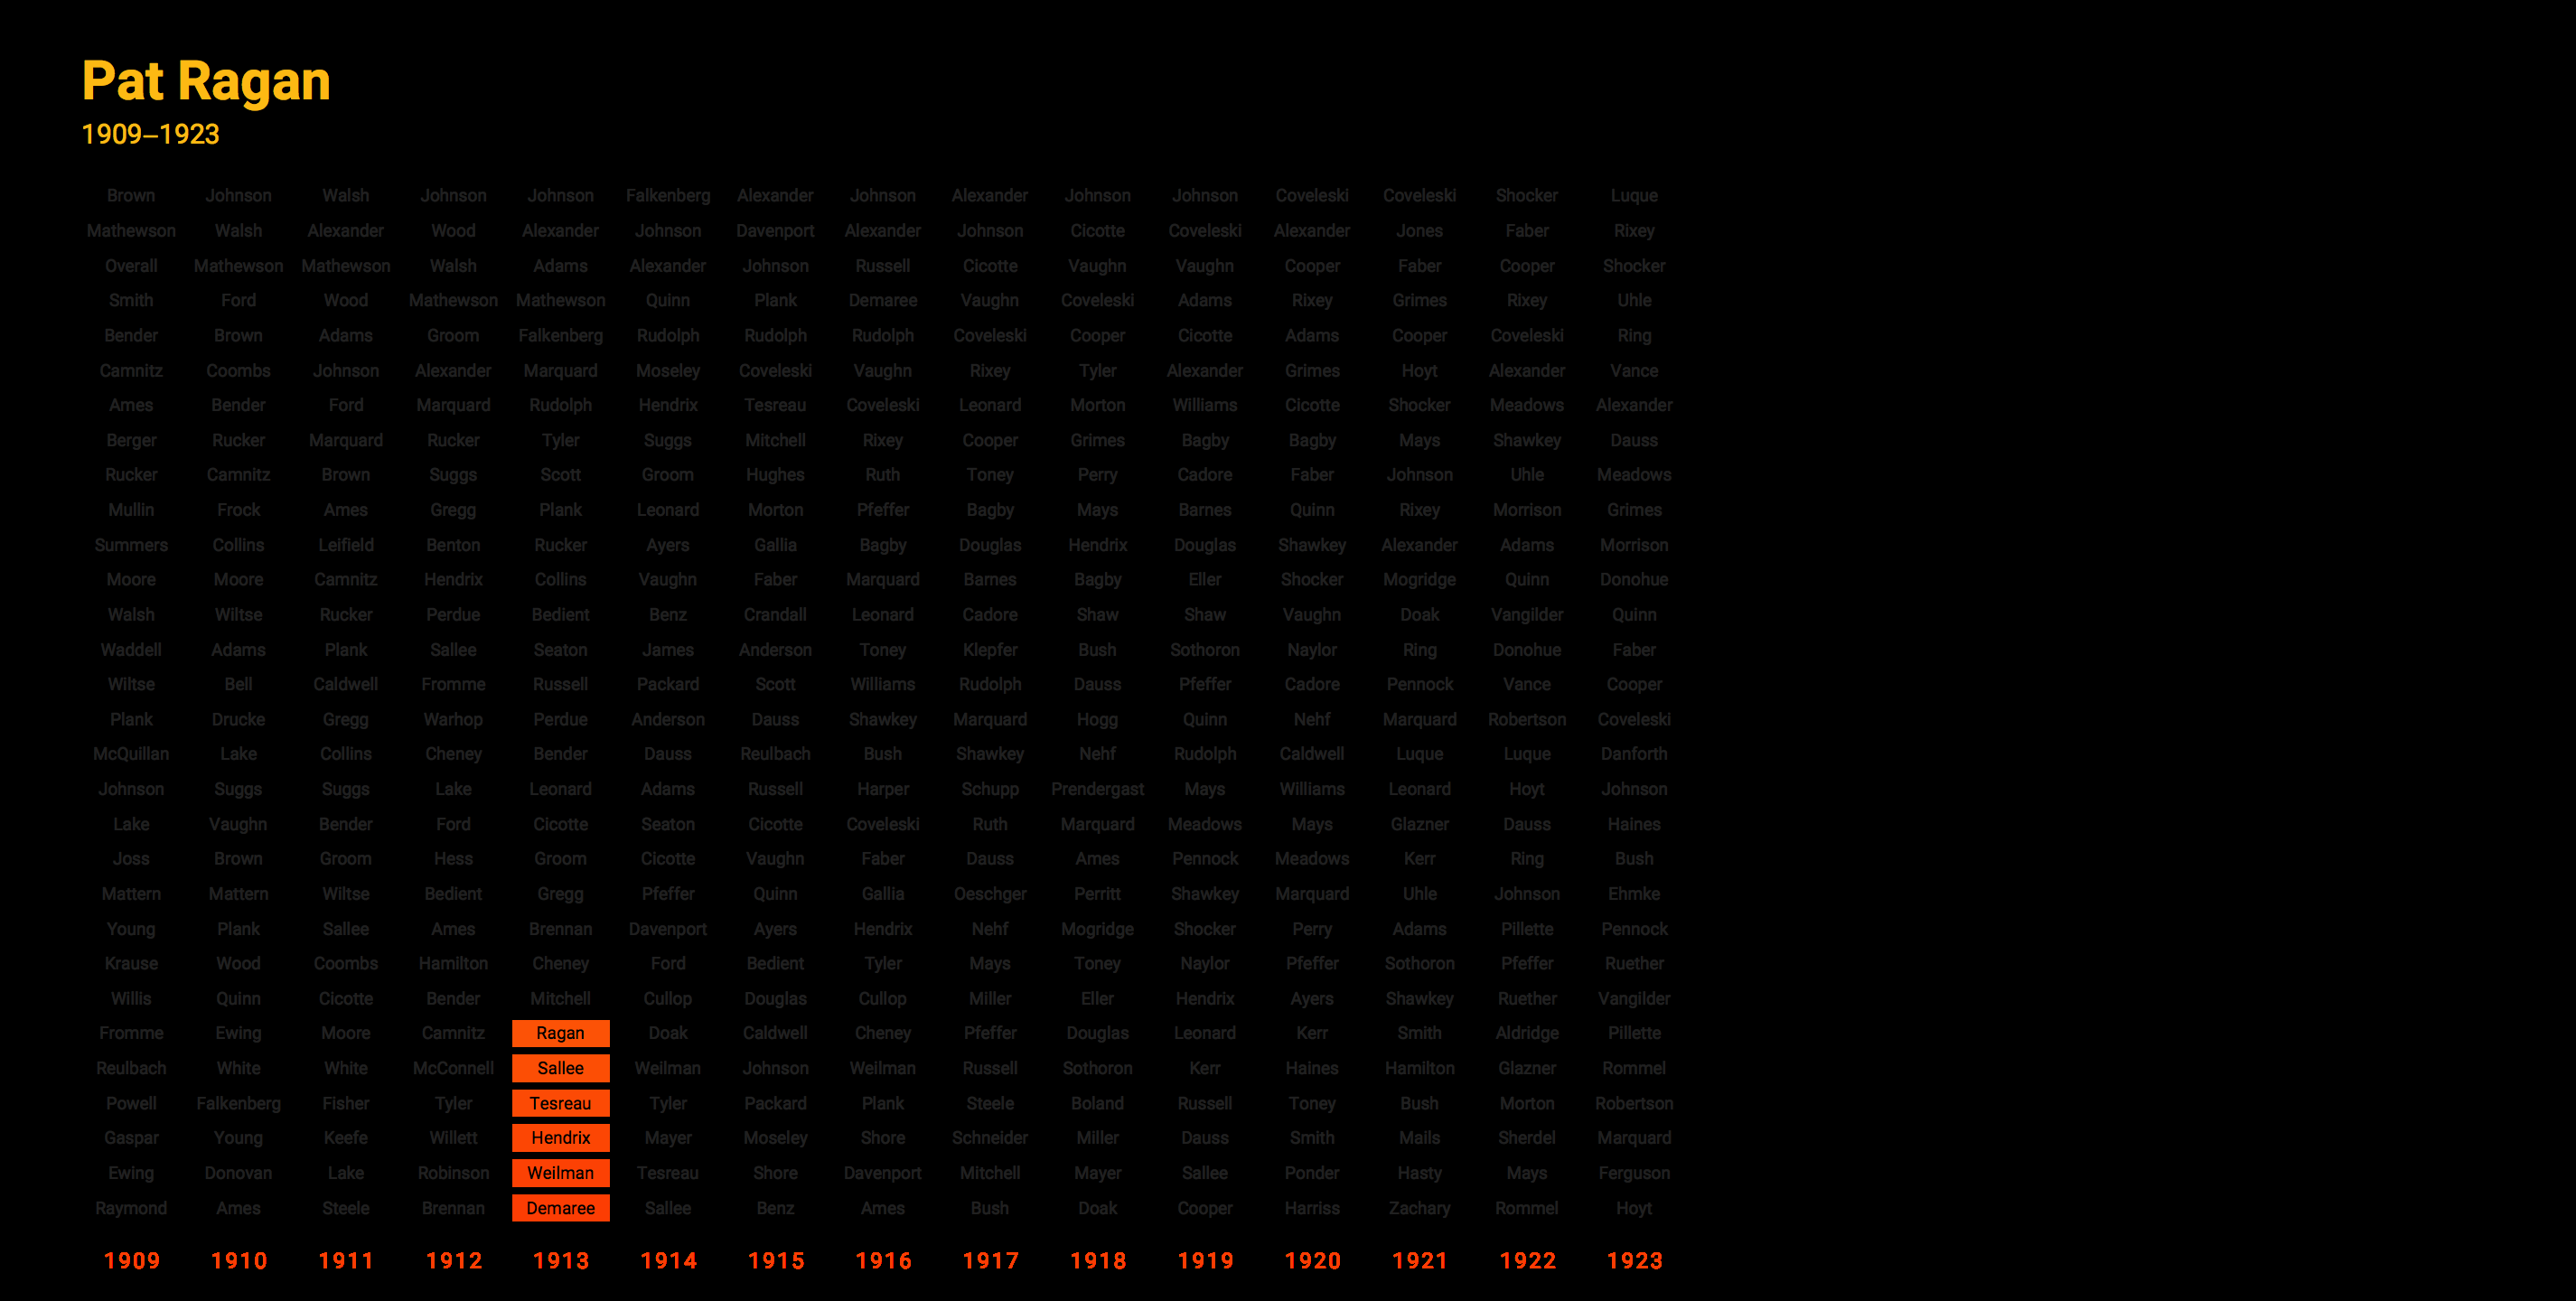 Pat Ragan
1909–1923
Brown Johnson Walsh Johnson Johnson Falkenberg Alexander Johnson Alexander Johnson Johnson Coveleski Coveleski Shocker Luque
Mathewson Walsh Alexander Wood Alexander Johnson Davenport Alexander Johnson Cicotte Coveleski Alexander Jones Faber Rixey
Overall Mathewson Mathewson Walsh Adams Alexander Johnson Russell Cicotte Vaughn Vaughn Cooper Faber Cooper Shocker
Smith Ford Wood Mathewson Mathewson Quinn Plank Demaree Vaughn Coveleski Adams Rixey Grimes Rixey Uhle
Bender Brown Adams Groom Falkenberg Rudolph Rudolph Rudolph Coveleski Cooper Cicotte Adams Cooper Coveleski Ring
Camnitz Coombs Johnson Alexander Marquard Moseley Coveleski Vaughn Rixey Tyler Alexander Grimes Hoyt Alexander Vance
Ames Bender Ford Marquard Rudolph Hendrix Tesreau Coveleski Leonard Morton Williams Cicotte Shocker Meadows Alexander
Berger Rucker Marquard Rucker Tyler Suggs Mitchell Rixey Cooper Grimes Bagby Bagby Mays Shawkey Dauss
Rucker Camnitz Brown Suggs Scott Groom Hughes Ruth Toney Perry Cadore Faber Johnson Uhle Meadows
Mullin Frock Ames Gregg Plank Leonard Morton Pfeffer Bagby Mays Barnes Quinn Rixey Morrison Grimes
Summers Collins Leifield Benton Rucker Ayers Gallia Bagby Douglas Hendrix Douglas Shawkey Alexander Adams Morrison
Moore Moore Camnitz Hendrix Collins Vaughn Faber Marquard Barnes Bagby Eller Shocker Mogridge Quinn Donohue
Walsh Wiltse Rucker Perdue Bedient Benz Crandall Leonard Cadore Shaw Shaw Vaughn Doak Vangilder Quinn
Waddell Adams Plank Sallee Seaton James Anderson Toney Klepfer Bush Sothoron Naylor Ring Donohue Faber
Wiltse Bell Caldwell Fromme Russell Packard Scott Williams Rudolph Dauss Pfeffer Cadore Pennock Vance Cooper
Plank Drucke Gregg Warhop Perdue Anderson Dauss Shawkey Marquard Hogg Quinn Nehf Marquard Robertson Coveleski
McQuillan Lake Collins Cheney Bender Dauss Reulbach Bush Shawkey Nehf Rudolph Caldwell Luque Luque Danforth
Johnson Suggs Suggs Lake Leonard Adams Russell Harper Schupp Prendergast Mays Williams Leonard Hoyt Johnson
Lake Vaughn Bender Ford Cicotte Seaton Cicotte Coveleski Ruth Marquard Meadows Mays Glazner Dauss Haines
Joss Brown Groom Hess Groom Cicotte Vaughn Faber Dauss Ames Pennock Meadows Kerr Ring Bush
Mattern Mattern Wiltse Bedient Gregg Pfeffer Quinn Gallia Oeschger Perritt Shawkey Marquard Uhle Johnson Ehmke
Young Plank Sallee Ames Brennan Davenport Ayers Hendrix Nehf Mogridge Shocker Perry Adams Pillette Pennock
Krause Wood Coombs Hamilton Cheney Ford Bedient Tyler Mays Toney Naylor Pfeffer Sothoron Pfeffer Ruether
Willis Quinn Cicotte Bender Mitchell Cullop Douglas Cullop Miller Eller Hendrix Ayers Shawkey Ruether Vangilder
Fromme Ewing Moore Camnitz Ragan Doak Caldwell Cheney Pfeffer Douglas Leonard Kerr Smith Aldridge Pillette
Reulbach White White McConnell Sallee Weilman Johnson Weilman Russell Sothoron Kerr Haines Hamilton Glazner Rommel
Powell Falkenberg Fisher Tyler Tesreau Tyler Packard Plank Steele Boland Russell Toney Bush Morton Robertson
Gaspar Young Keefe Willett Hendrix Mayer Moseley Shore Schneider Miller Dauss Smith Mails Sherdel Marquard
Ewing Donovan Lake Robinson Weilman Tesreau Shore Davenport Mitchell Mayer Sallee Ponder Hasty Mays Ferguson
Raymond Ames Steele Brennan Demaree Sallee Benz Ames Bush Doak Cooper Harriss Zachary Rommel Hoyt
1909 1910 1911 1912 1913 1914 1915 1916 1917 1918 1919 1920 1921 1922 1923